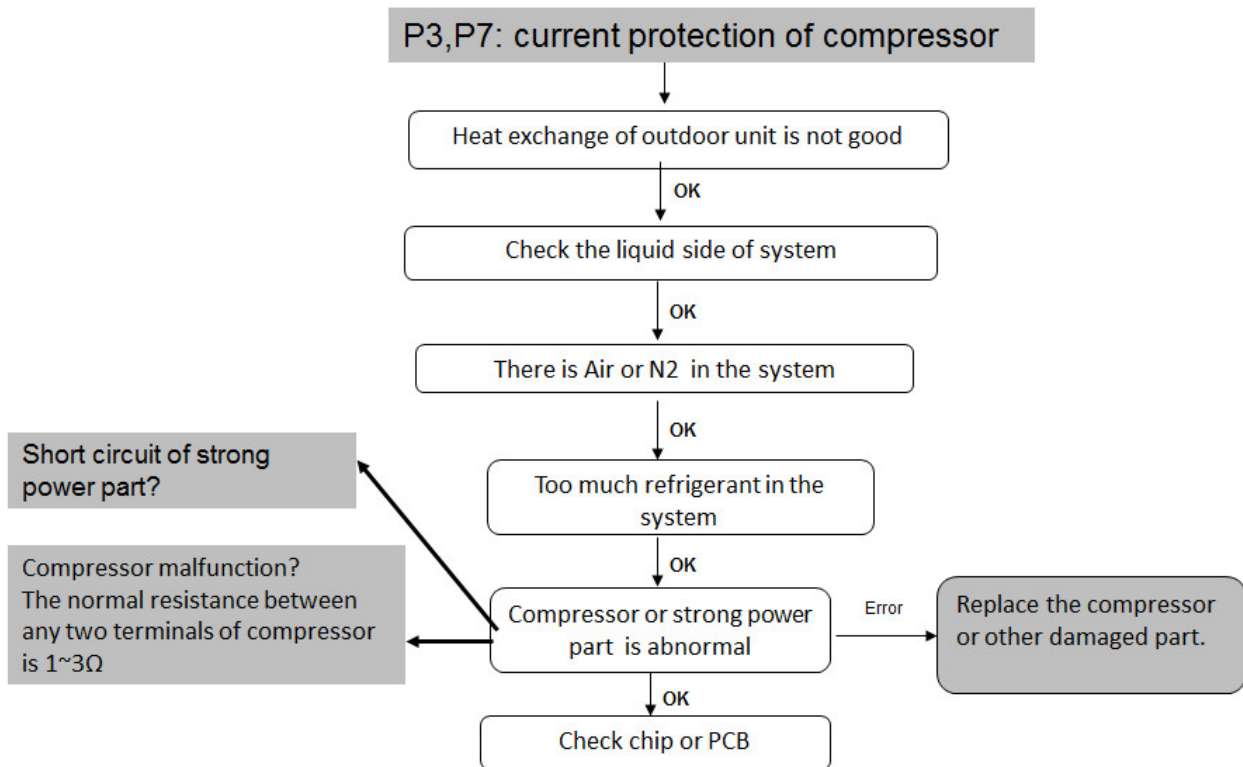 P3,P7: current protection of compressor
Heat exchange of outdoor unit is not good
OK
Check the liquid side of system
OK
There is Air or N2 in the system
OK
Short circuit of strong
power part?
Too much refrigerant in the
system
OK
Compressor malfunction?
The normal resistance between
any two terminals of compressor
is 1~3Ω
Compressor or strong power
part is abnormal
Error
Replace the compressor
or other damaged part.
OK
Check chip or PCB